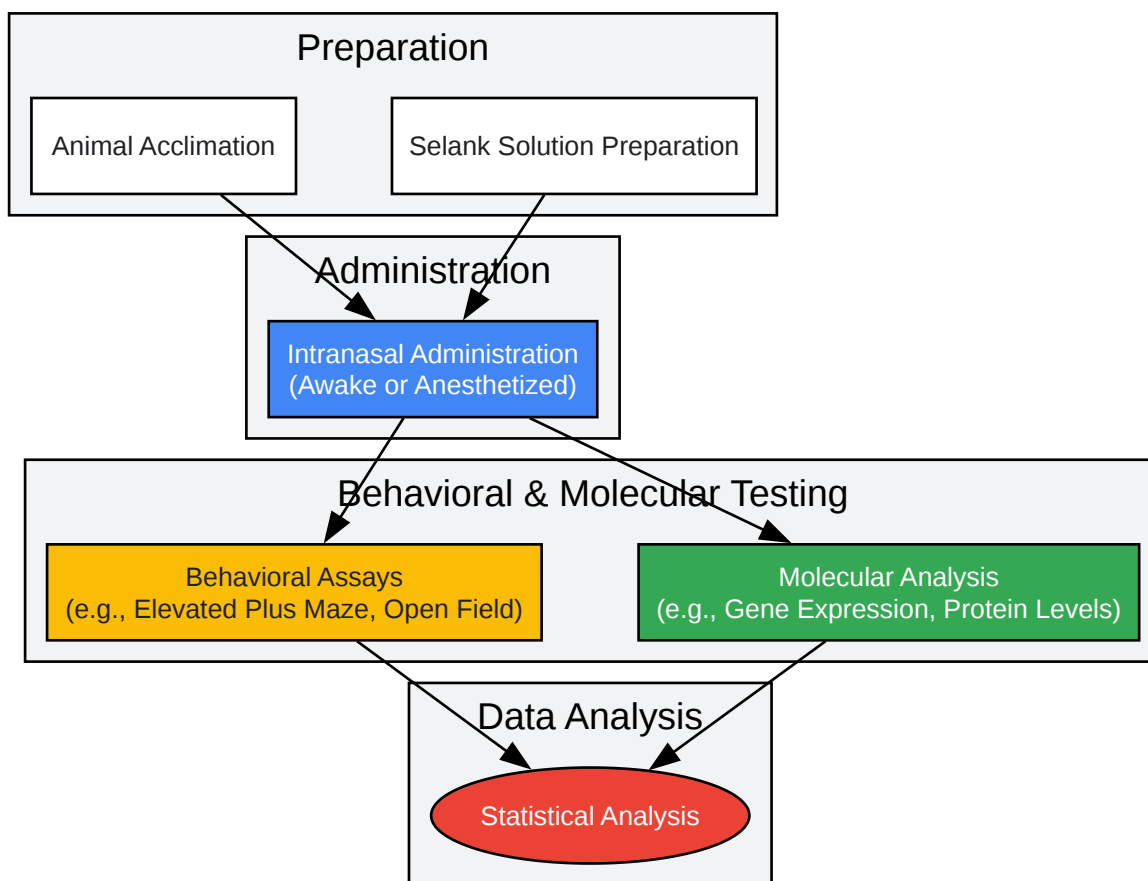 Preparation
Animal Acclimation
Selank Solution Preparation
Administration
Intranasal Administration
(Awake or Anesthetized)
Behavioral & Molecular Testing
Behavioral Assays
(e.g., Elevated Plus Maze, Open Field)
Molecular Analysis
(e.g., Gene Expression, Protein Levels)
Data Analysis
Statistical Analysis